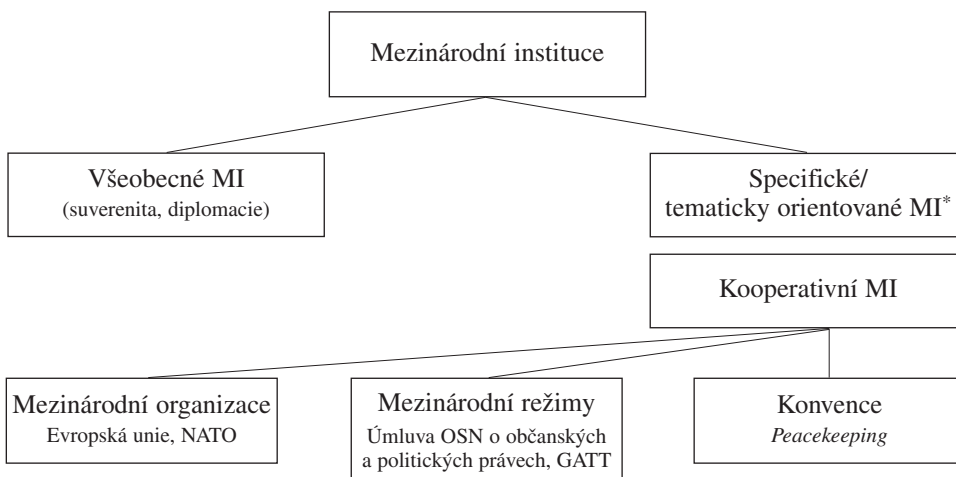 Mezinárodní instituce
Všeobecné MI
(suverenita, diplomacie)
Specifické/
tematicky orientované MI*
Kooperativní MI
Mezinárodní organizace
Evropská unie, NATO
Mezinárodní režimy
Úmluva OSN o občanských
a politických právech, GATT
Konvence
Peacekeeping